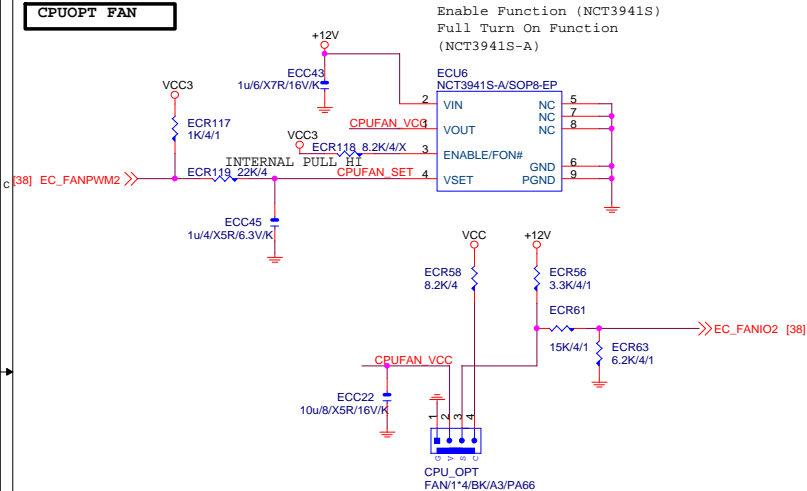 CPUOPT FAN
Enable Function (NCT3941S)
Full Turn On Function
(NCT3941S-A)
+12V
ECC43
1u/6/X7R/16V/K
ECU6
NCT3941S-A/SOP8-EP
VCC3
ECR117
1K/4/1
2 VIN NC 5
NC 7
CPUFAN_VCC 1 VOUT NC 8
VCC3
ECR118 8.2K/4/X
3 ENABLE/FON#
INTERNAL PULL HI
GND 6
C
[38] EC_FANPWM2
ECR119 22K/4
CPUFAN_SET 4 VSET PGND 9
ECC45
1u/4/X5R/6.3V/K
VCC
+12V
ECR58
8.2K/4
ECR56
3.3K/4/1
ECR61
15K/4/1
EC_FANIO2 [38]
ECR63
6.2K/4/1
CPUFAN_VCC
ECC22
10u/8/X5R/16V/K
1 2 3 4
G V S C
CPU_OPT
FAN/1*4/BK/A3/PA66